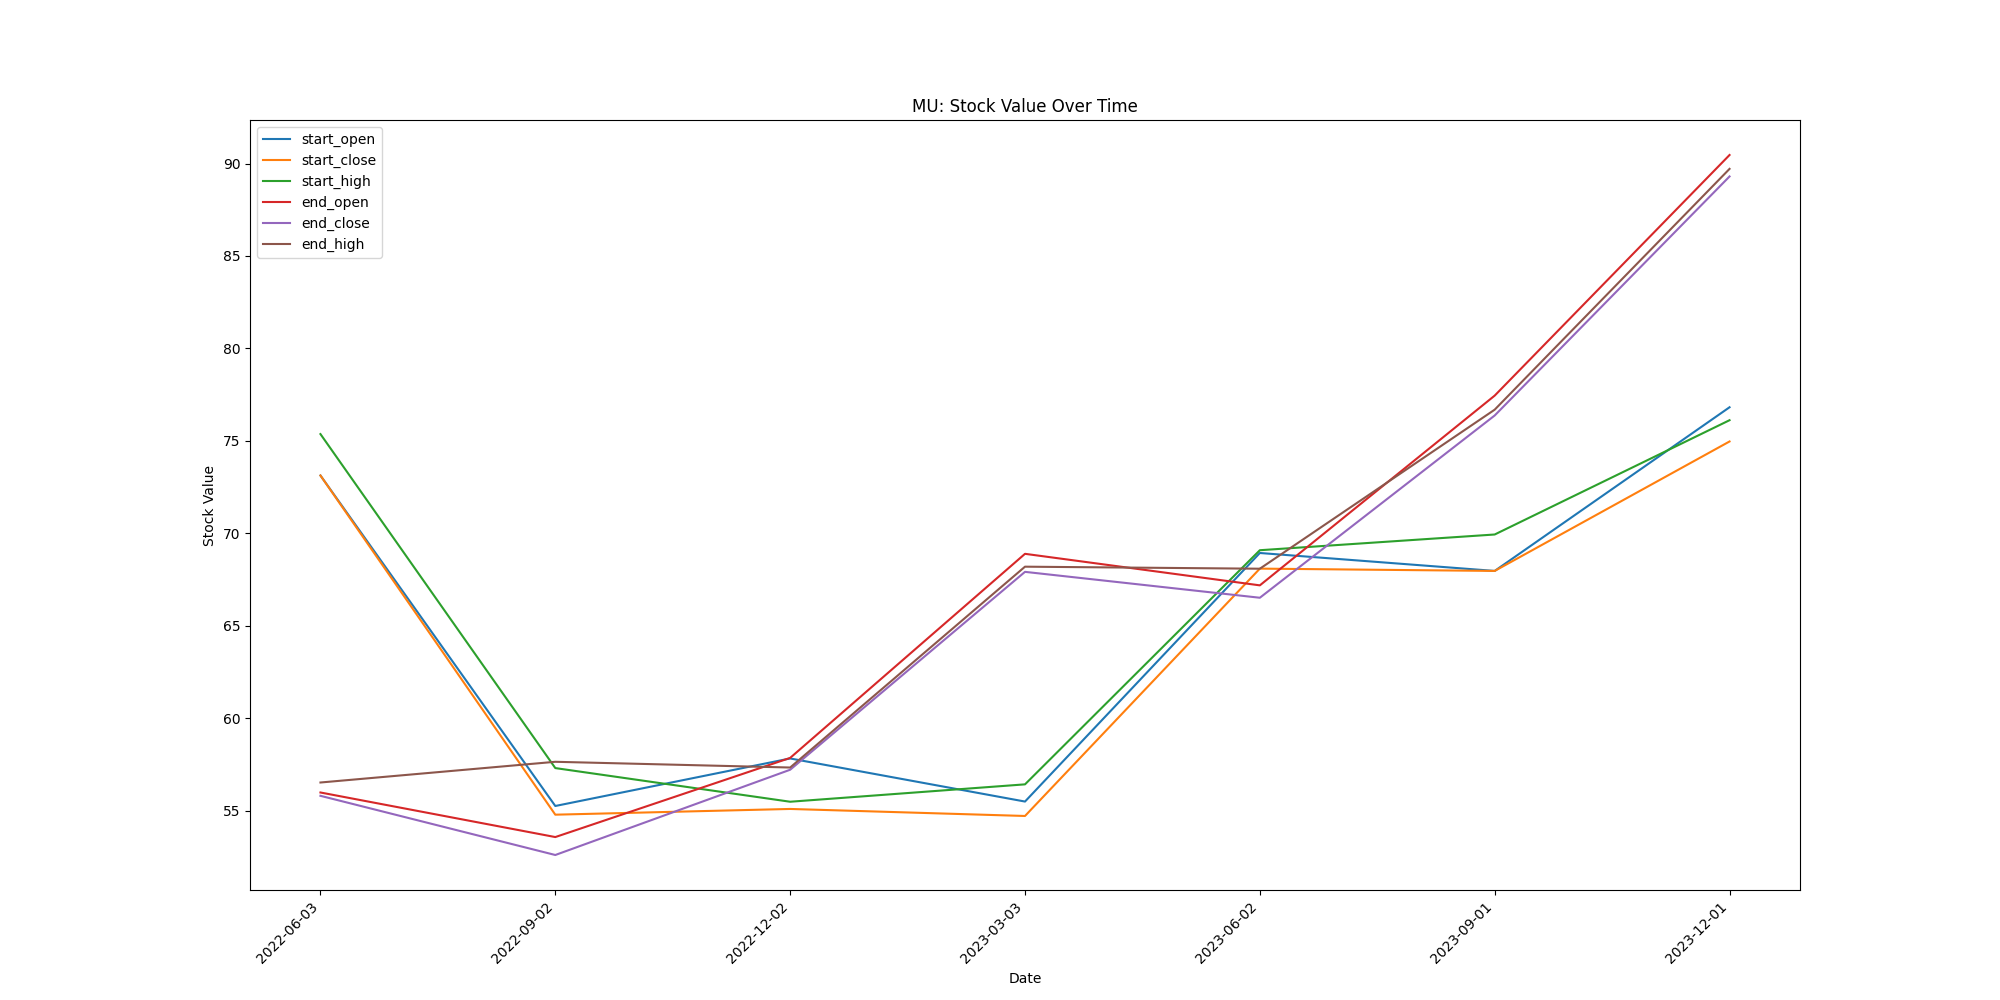 MU: Stock Value Over Time
start_open
start_close
start_high
end_open
end_close
end_high
90
85
80
75
70
65
60
55
Stock Value
2022-06-03
2022-09-02
2022-12-02
2023-03-03
2023-06-02
2023-09-01
2023-12-01
Date